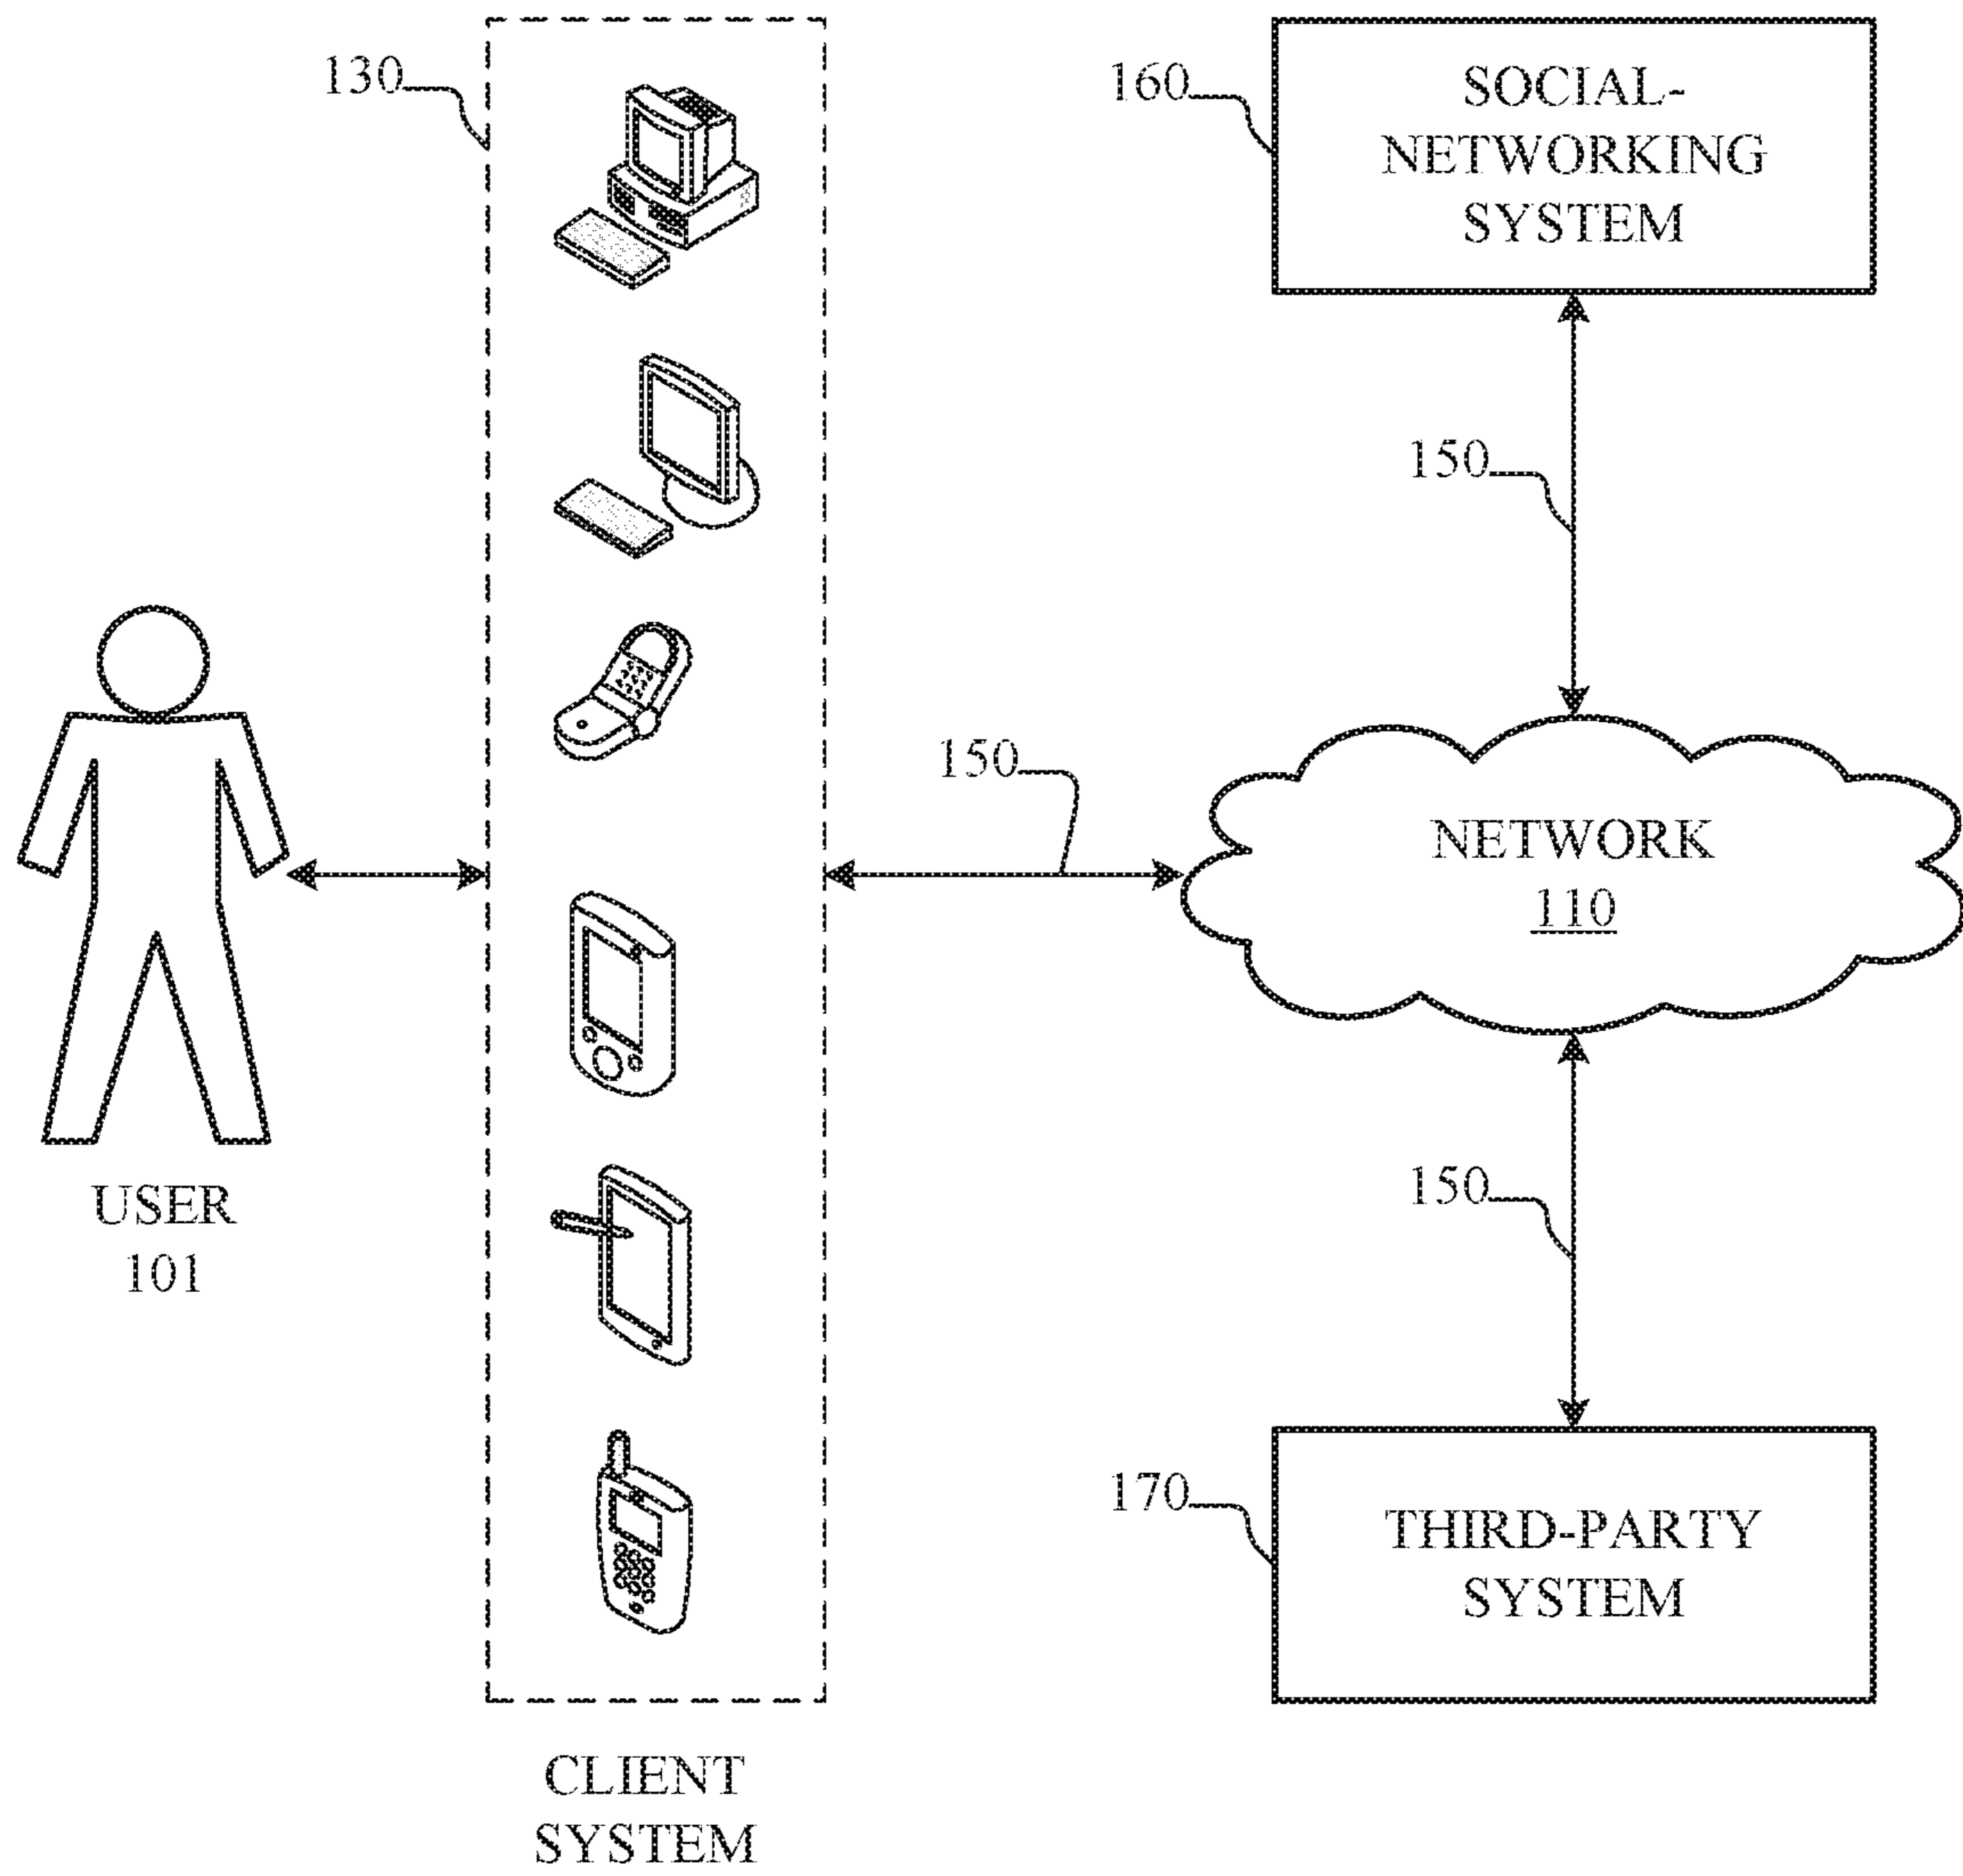 130
160
SOCIAL-
NETWORKING
SYSTEM
150
150
NETWORK
110
USER
101
150
170
THIRD-PARTY
SYSTEM
CLIENT
SYSTEM